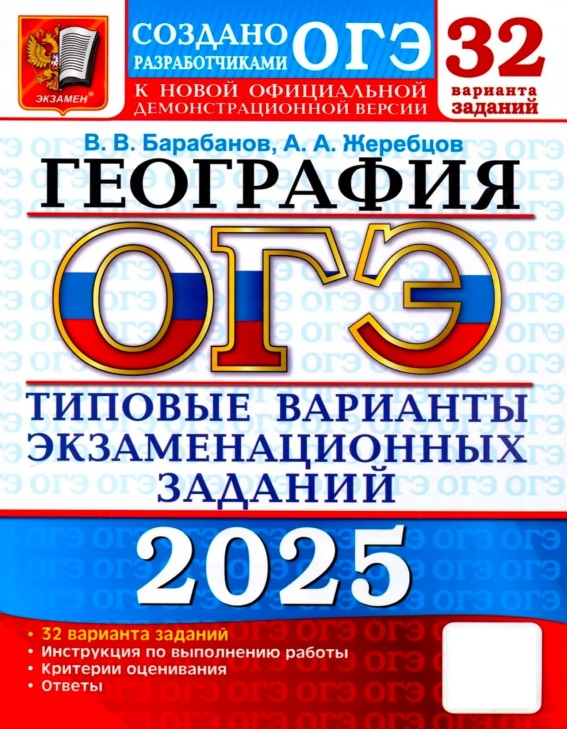 ЭКЗАМЕН®
СОЗДАНО
РАЗРАБОТЧИКАМИ ОГЭ
К НОВОЙ ОФИЦИАЛЬНОЙ
ДЕМОНСТРАЦИОННОЙ ВЕРСИИ
32
варианта
заданий
В. В. Барабанов, А. А. Жеребцов
ГЕОГРАФИЯ
ОГЭ
ТИПОВЫЕ ВАРИАНТЫ
ЭКЗАМЕНАЦИОННЫХ
ЗАДАНИЙ
2025
• 32 варианта заданий
• Инструкция по выполнению работы
• Критерии оценивания
• Ответы